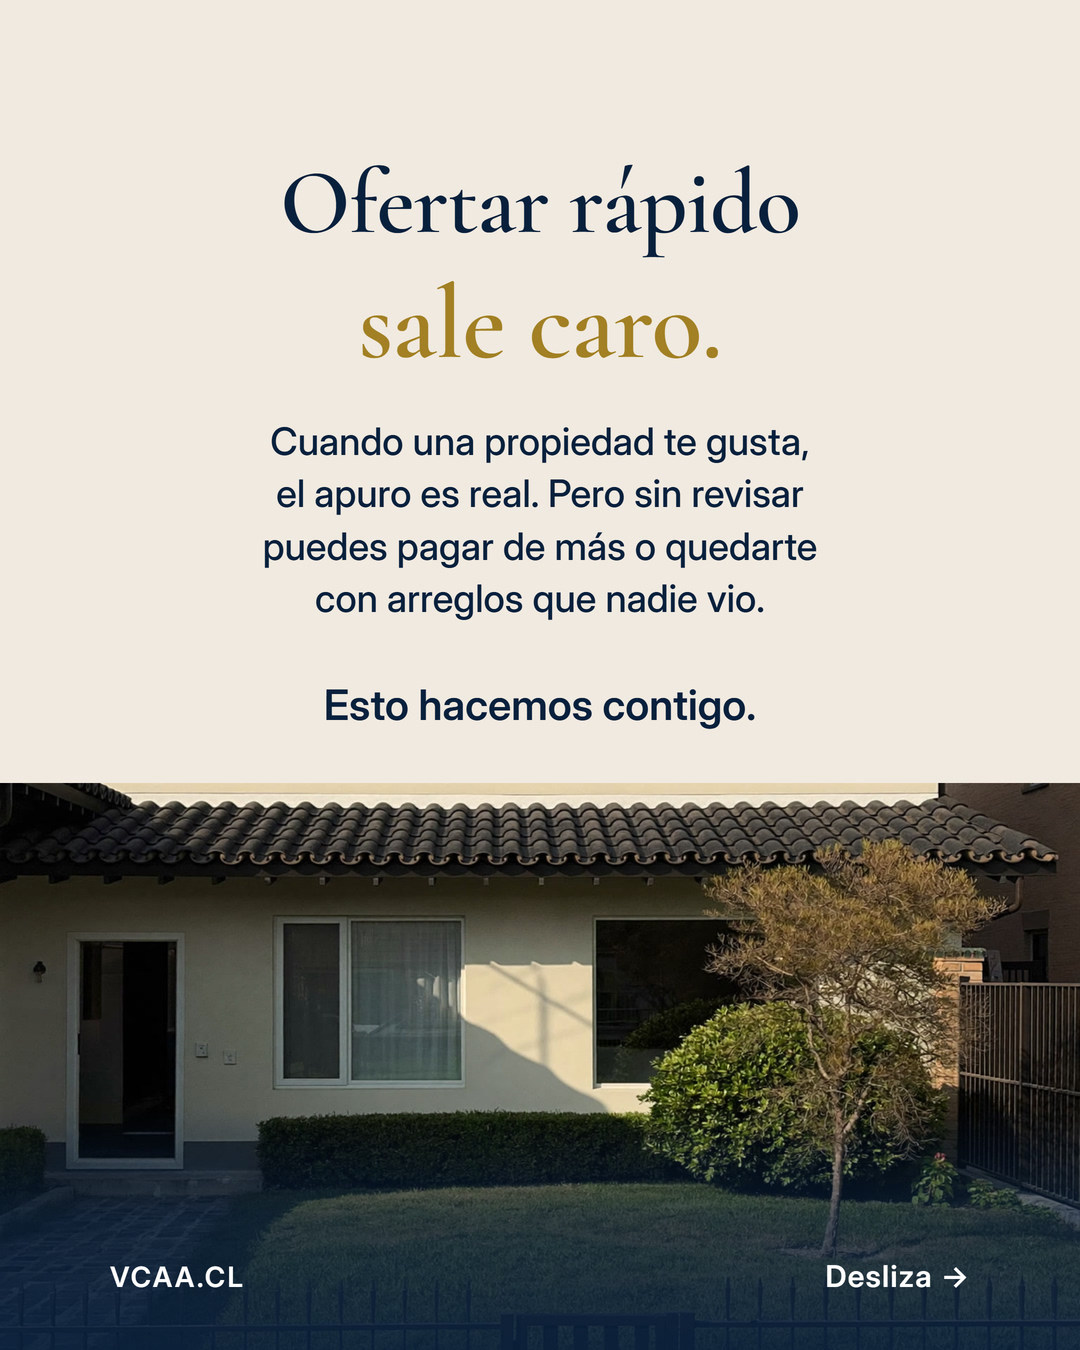 Ofertar rápido
sale caro.
Cuando una propiedad te gusta,
el apuro es real. Pero sin revisar
puedes pagar de más o quedarte
con arreglos que nadie vio.
Esto hacemos contigo.
VCAA.CL
Desliza →